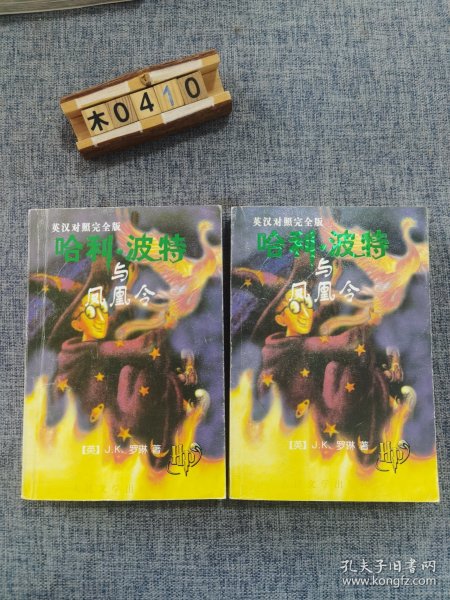 木0410
英汉对照完全版
哈利·波特
与
凤凰令
【英】J.K.罗琳 著
HP
英汉对照完全版
哈利·波特
与
凤凰令
【英】J.K.罗琳 著
HP
孔夫子旧书网
www.kongfz.com